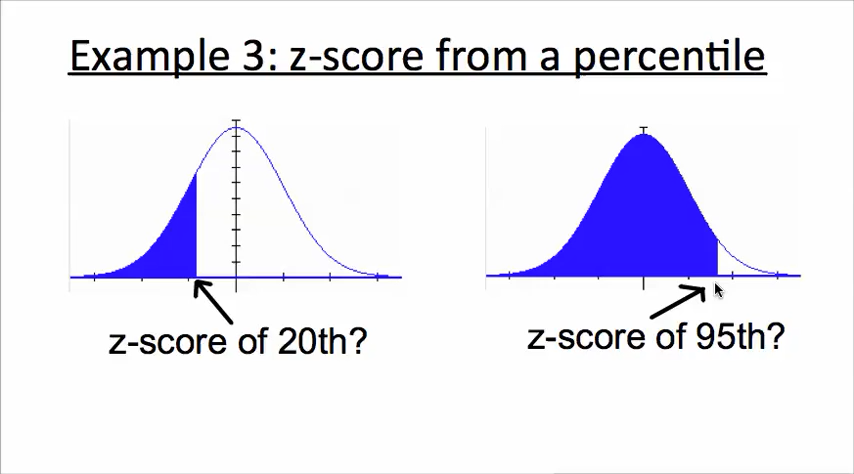 Example 3: z-score from a percentile
z-score of 20th?
z-score of 95th?